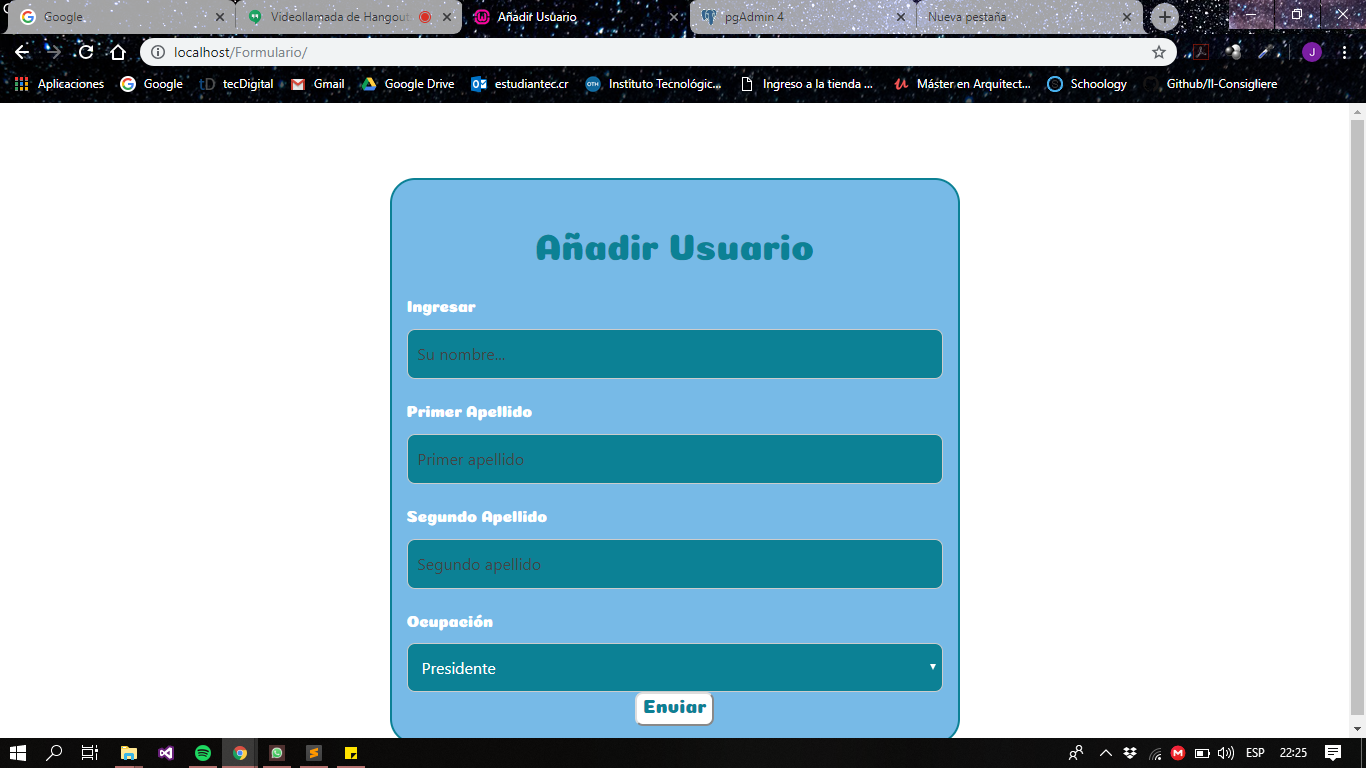 Google
Videollamada de Hangout
Añadir Usuario
pgAdmin 4
Nueva pestaña
localhost/Formulario/
J
Aplicaciones
Google
tecDigital
Gmail
Google Drive
estudiantec.cr
Instituto Tecnológic...
Ingreso a la tienda ...
Máster en Arquitect...
Schoology
Github/Il-Consigliere
Añadir Usuario
Ingresar
Su nombre...
Primer Apellido
Primer apellido
Segundo Apellido
Segundo apellido
Ocupación
Presidente
Enviar
ESP
22:25